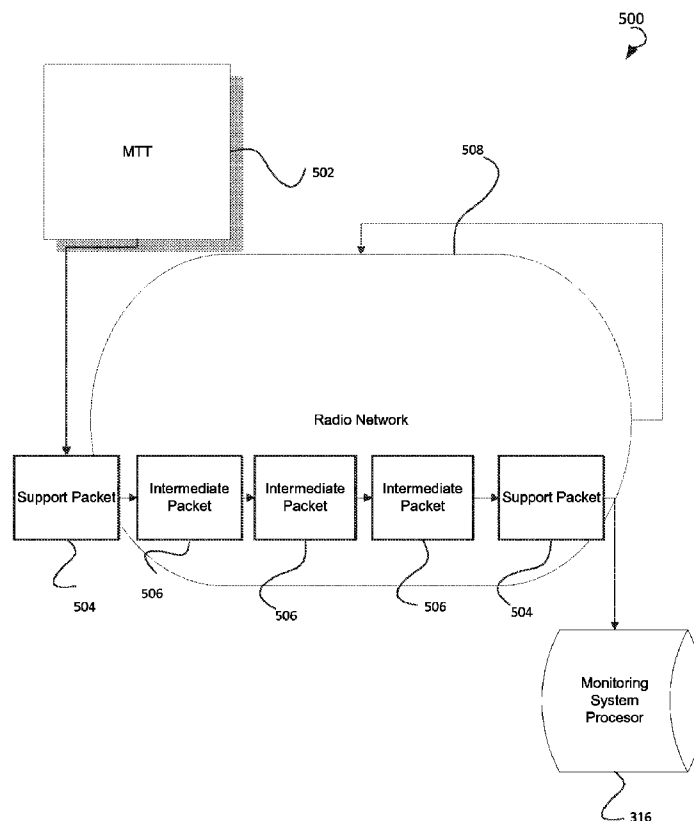 500
MTT
502
508
Radio Network
Support Packet
Intermediate
Packet
Intermediate
Packet
Intermediate
Packet
Support Packet
504
506
506
506
504
Monitoring
System
Procesor
316